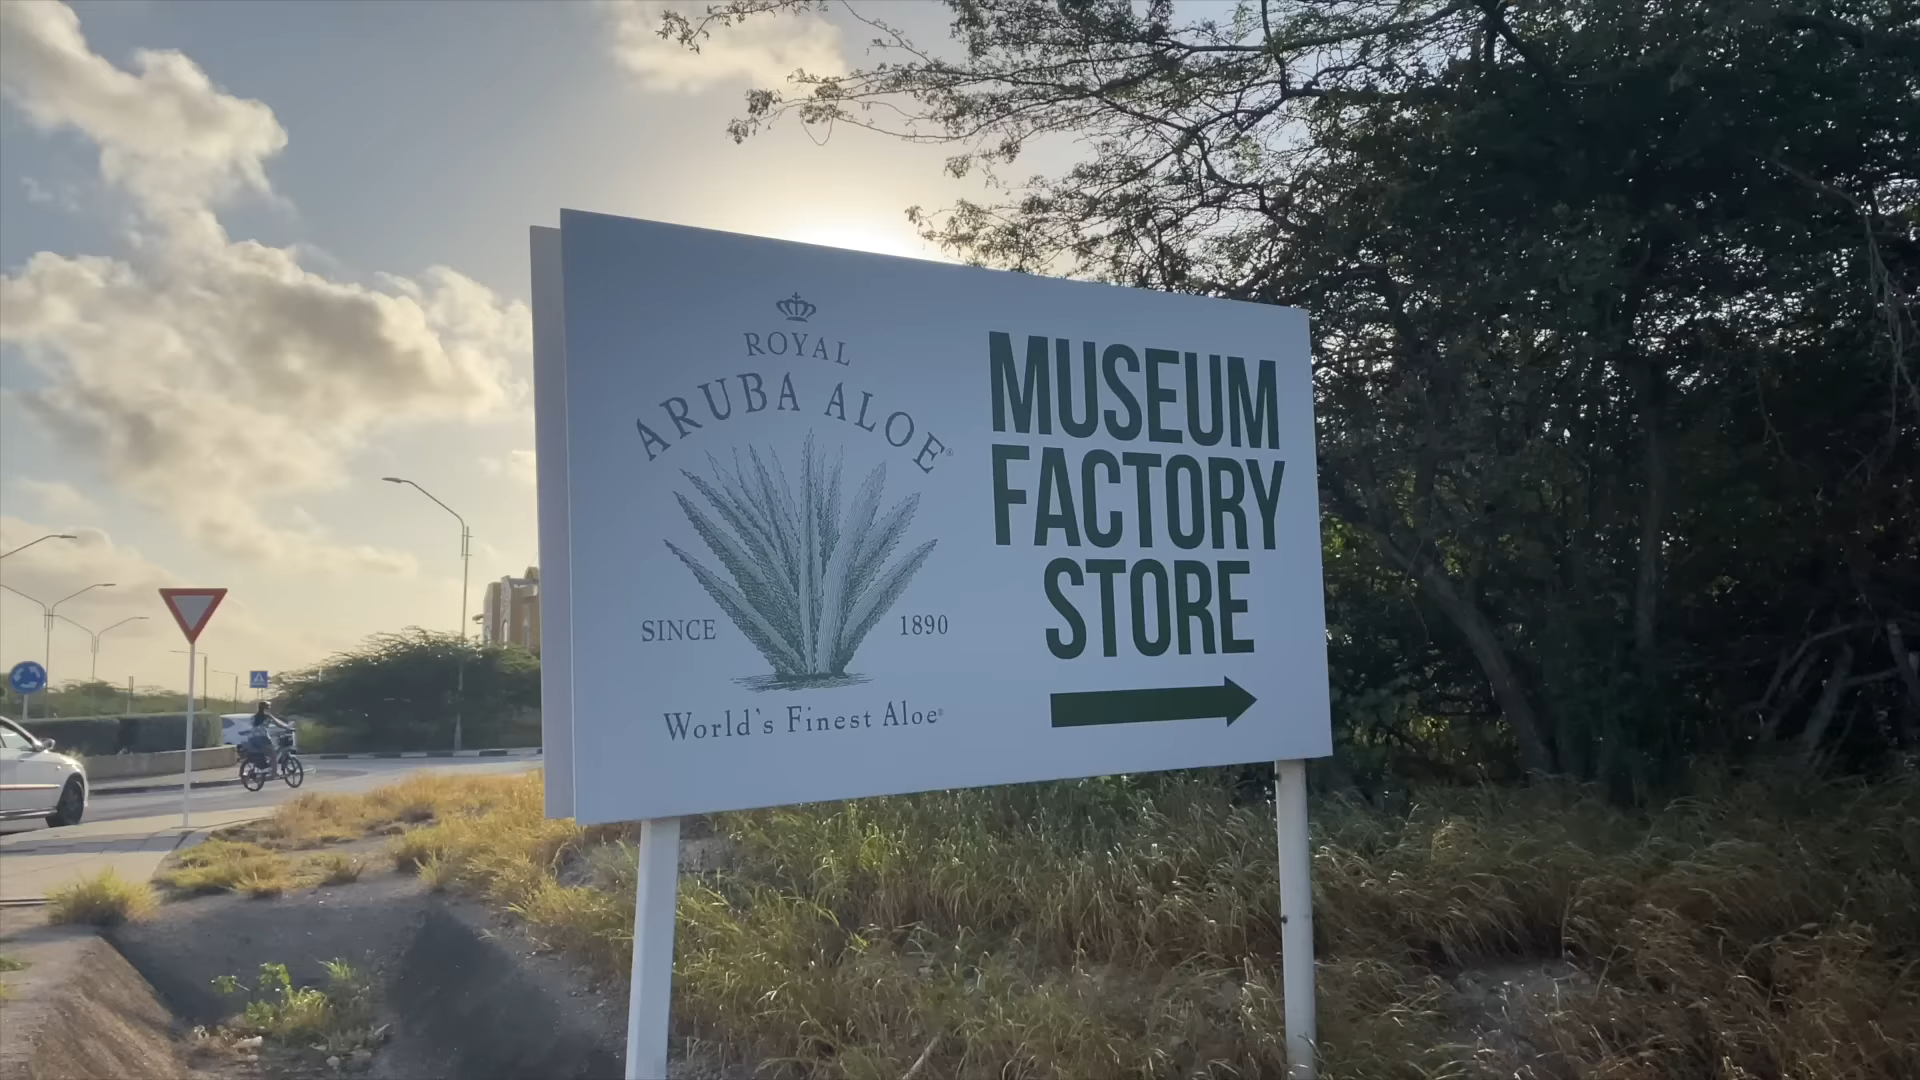 ROYAL
ARUBA ALOE®
SINCE 1890
World's Finest Aloe®
MUSEUM
FACTORY
STORE